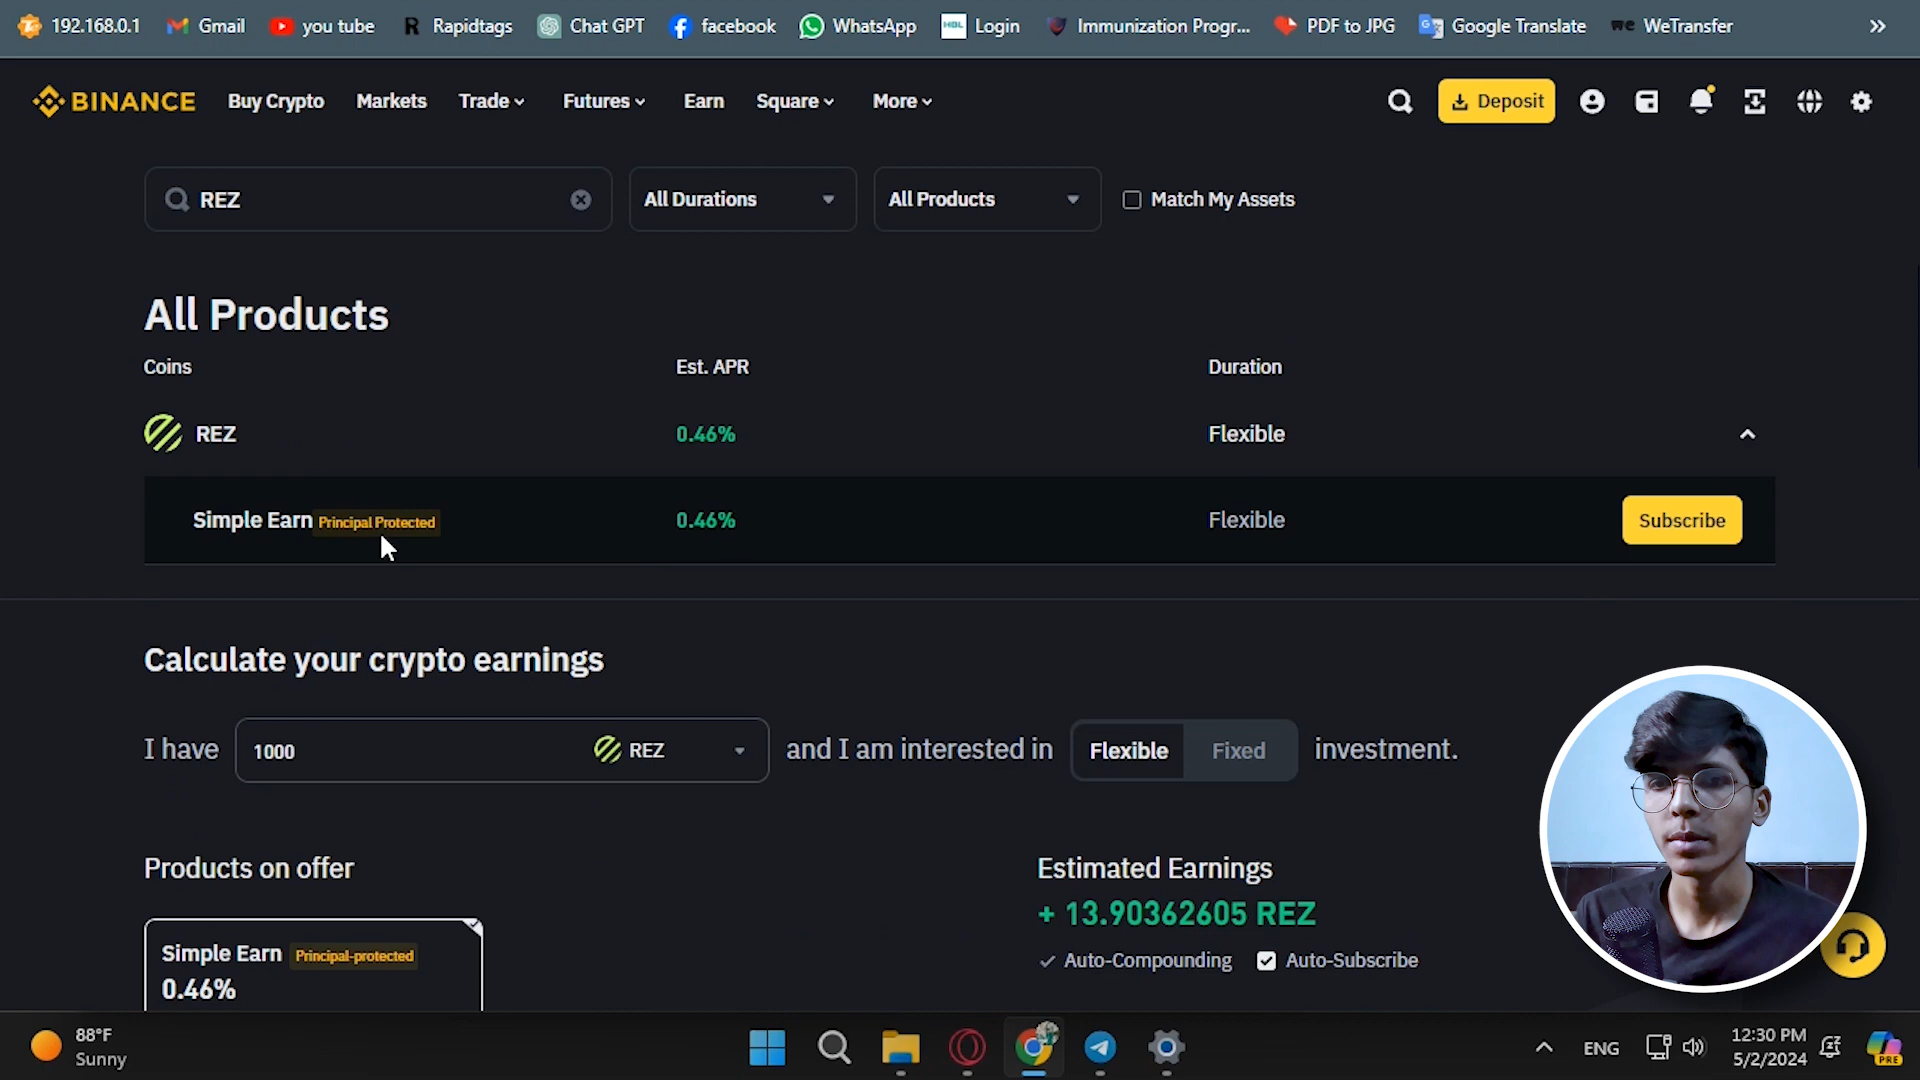 192.168.0.1 Gmail you tube Rapidtags Chat GPT facebook WhatsApp HBL Login Immunization Progr... PDF to JPG Google Translate we WeTransfer
BINANCE Buy Crypto Markets Trade Futures Earn Square More Deposit
REZ All Durations All Products Match My Assets
All Products
Coins Est. APR Duration
REZ 0.46% Flexible
Simple Earn Principal Protected 0.46% Flexible Subscribe
Calculate your crypto earnings
I have 1000 REZ and I am interested in Flexible Fixed investment.
Products on offer Estimated Earnings
+ 13.90362605 REZ
Simple Earn Principal-protected Auto-Compounding Auto-Subscribe
0.46%
88°F 12:30 PM
Sunny ENG 5/2/2024 PRE